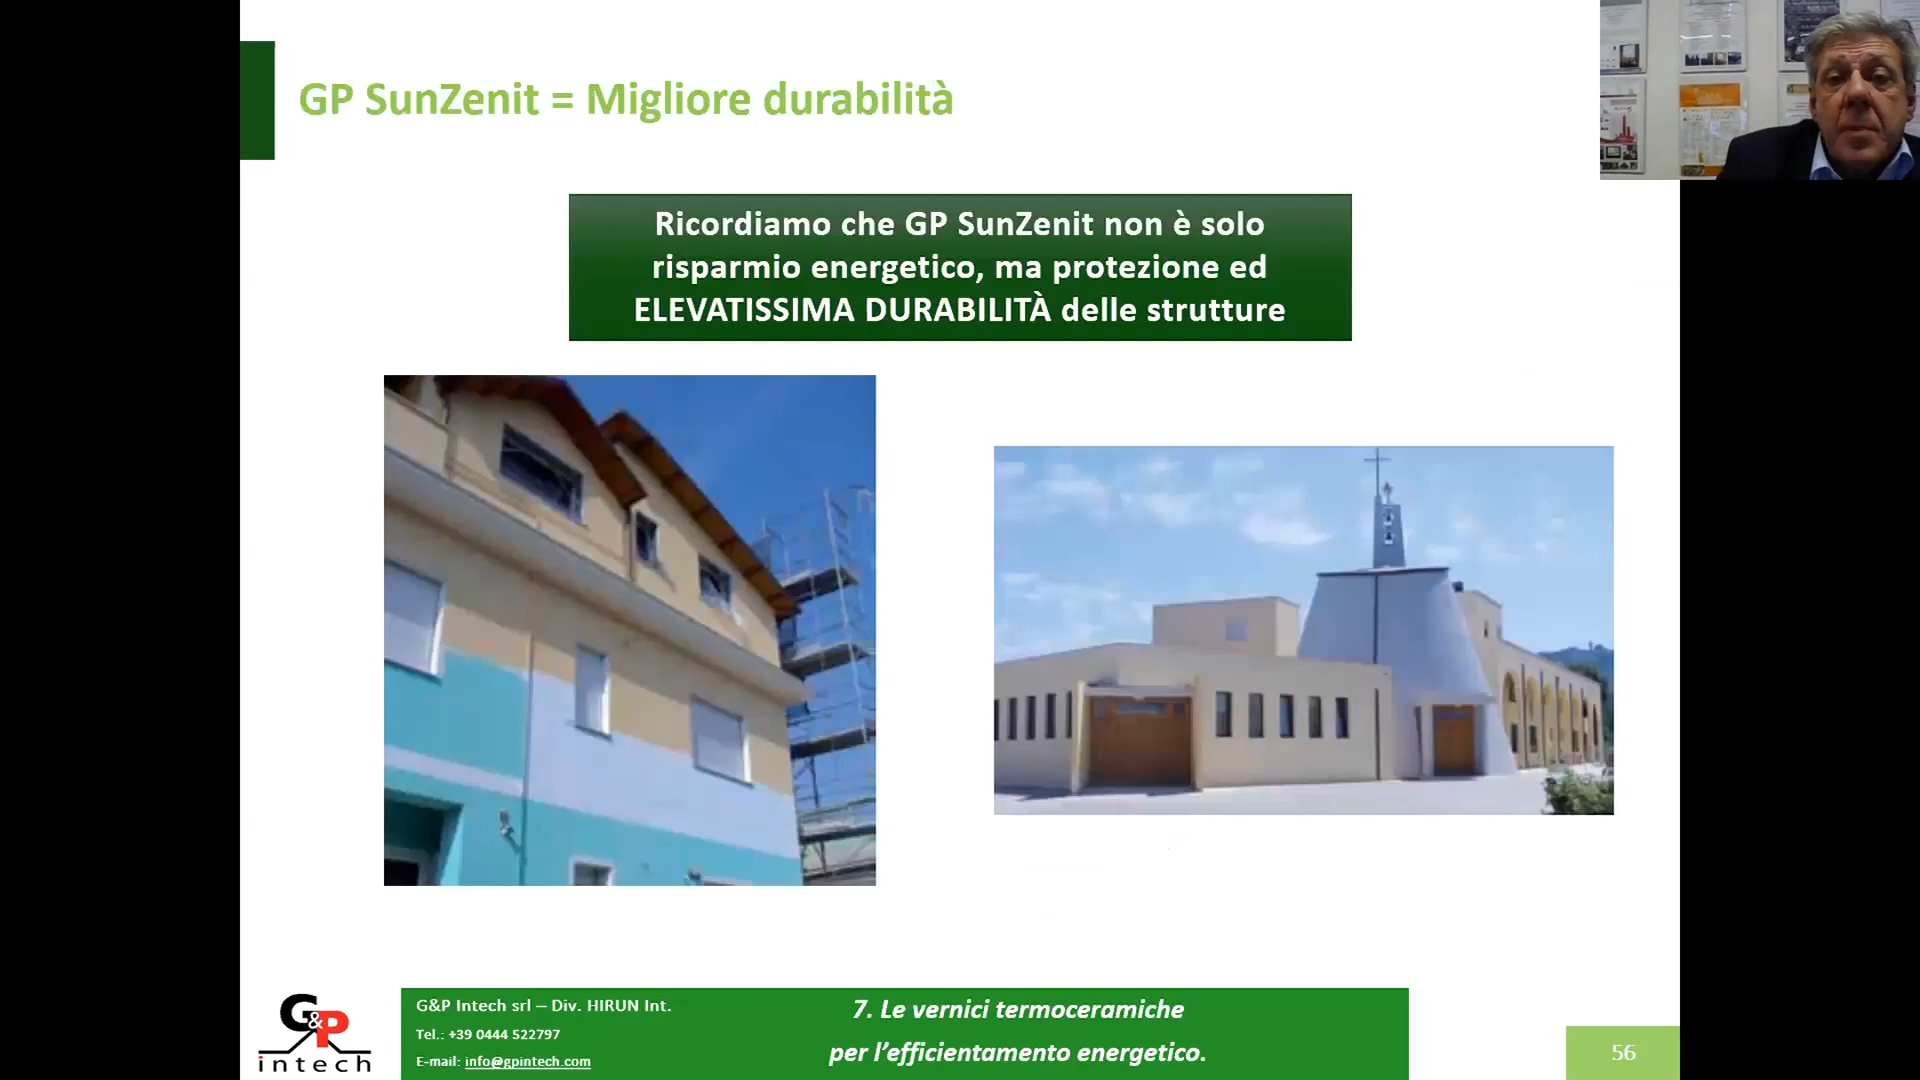 GP SunZenit = Migliore durabilità
Ricordiamo che GP SunZenit non è solo
risparmio energetico, ma protezione ed
ELEVATISSIMA DURABILITÀ delle strutture
G&P
intech
G&P Intech srl – Div. HIRUN Int.
Tel.: +39 0444 522797
E-mail: info@gpintech.com
7. Le vernici termoceramiche
per l’efficientamento energetico.
56